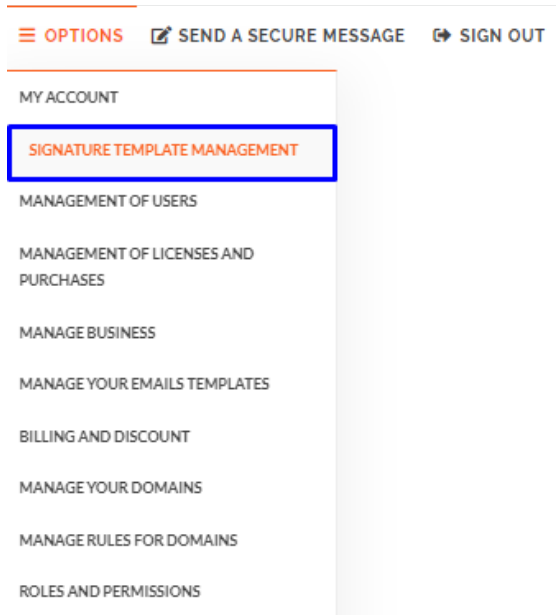 OPTIONS SEND A SECURE MESSAGE SIGN OUT
MY ACCOUNT
SIGNATURE TEMPLATE MANAGEMENT
MANAGEMENT OF USERS
MANAGEMENT OF LICENSES AND
PURCHASES
MANAGE BUSINESS
MANAGE YOUR EMAILS TEMPLATES
BILLING AND DISCOUNT
MANAGE YOUR DOMAINS
MANAGE RULES FOR DOMAINS
ROLES AND PERMISSIONS